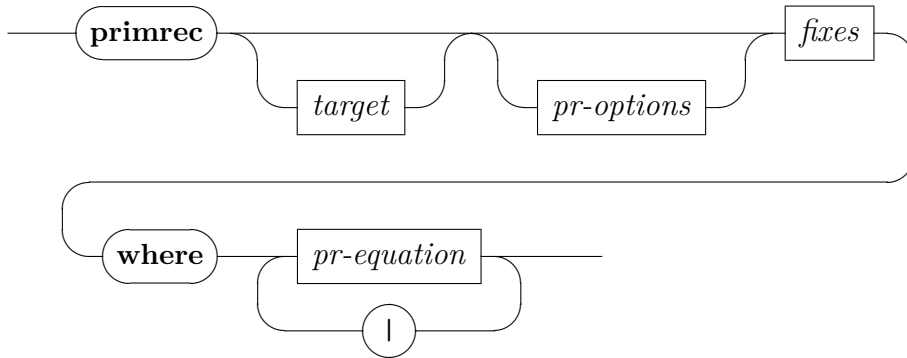 primrec fixes
target pr-options
where pr-equation
|